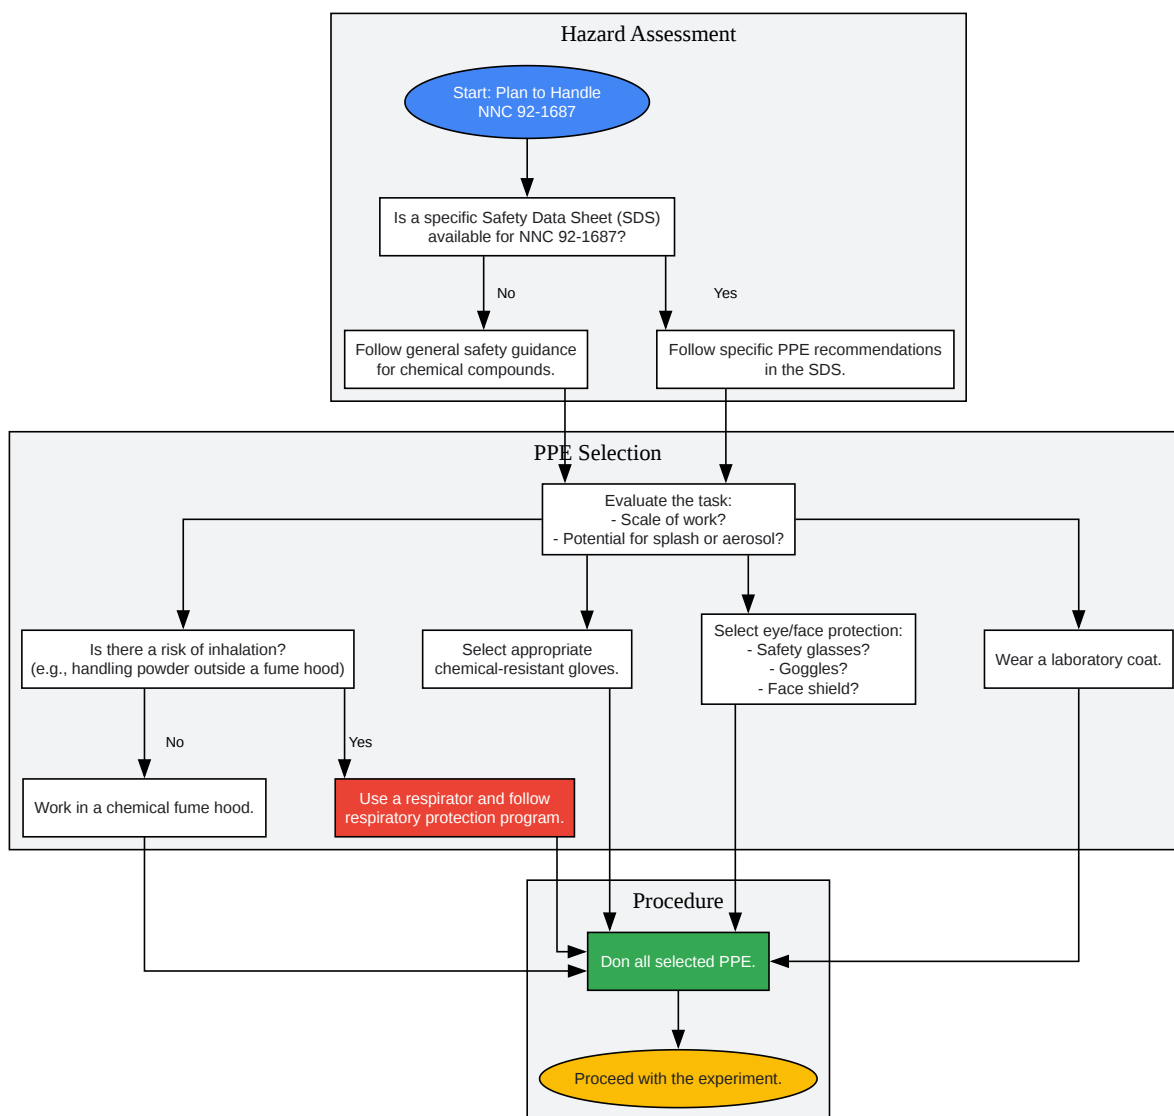 Hazard Assessment
Start: Plan to Handle
NNC 92-1687
Is a specific Safety Data Sheet (SDS)
available for NNC 92-1687?
No
Yes
Follow general safety guidance
for chemical compounds.
Follow specific PPE recommendations
in the SDS.
PPE Selection
Evaluate the task:
- Scale of work?
- Potential for splash or aerosol?
Is there a risk of inhalation?
(e.g., handling powder outside a fume hood)
Select appropriate
chemical-resistant gloves.
Select eye/face protection:
- Safety glasses?
- Goggles?
- Face shield?
Wear a laboratory coat.
No
Yes
Work in a chemical fume hood.
Use a respirator and follow
respiratory protection program.
Procedure
Don all selected PPE.
Proceed with the experiment.